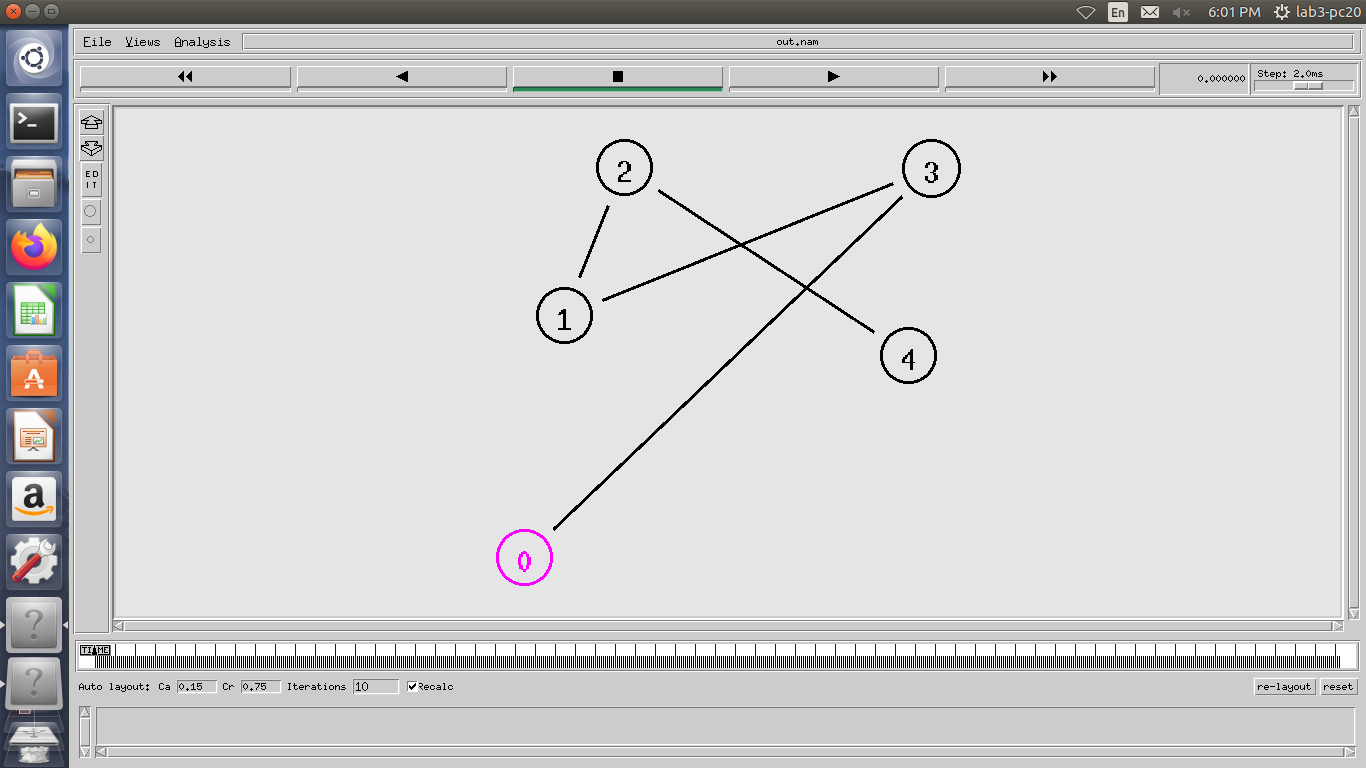 En 6:01 PM lab3-pc20
Eile Views Analysis out.nam
0.000000 Step: 2.0ms
ED
IT
2
3
1
4
0
TIME
Auto layout: Ca 0.15 Cr 0.75 Iterations 10 Recalc re-layout reset